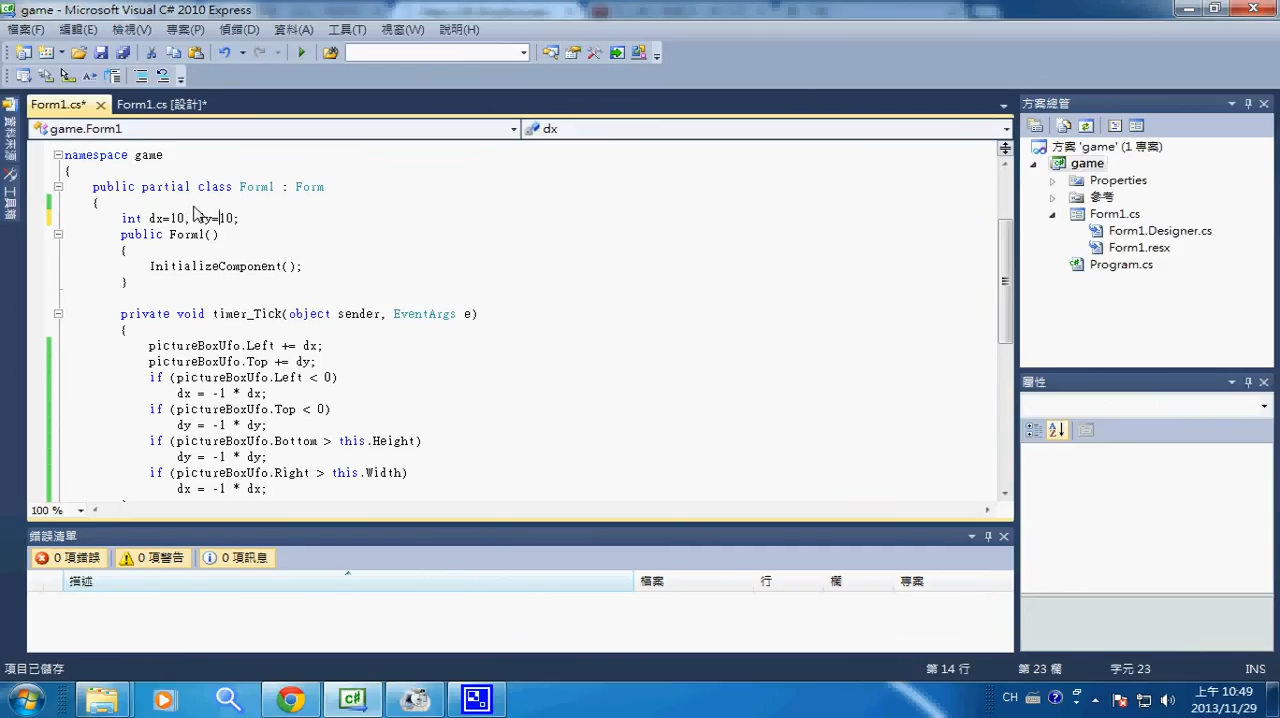 game - Microsoft Visual C# 2010 Express
檔案(F) 編輯(E) 檢視(V) 專案(P) 偵錯(D) 資料(A) 工具(T) 視窗(W) 說明(H)
Form1.cs* Form1.cs [設計]*
game.Form1 dx
資料來源
工具箱
namespace game
{
public partial class Form1 : Form
{
int dx=10, dy=10;
public Form1()
{
InitializeComponent();
}
private void timer_Tick(object sender, EventArgs e)
{
pictureBoxUfo.Left += dx;
pictureBoxUfo.Top += dy;
if (pictureBoxUfo.Left < 0)
dx = -1 * dx;
if (pictureBoxUfo.Top < 0)
dy = -1 * dy;
if (pictureBoxUfo.Bottom > this.Height)
dy = -1 * dy;
if (pictureBoxUfo.Right > this.Width)
dx = -1 * dx;
100 %
方案總管
方案 'game' (1 專案)
game
Properties
參考
Form1.cs
Form1.Designer.cs
Form1.resx
Program.cs
屬性
錯誤清單
0 項錯誤 0 項警告 0 項訊息
描述 檔案 行 欄 專案
項目已儲存 第 14 行 第 23 欄 字元 23 INS
CH
上午 10:49
2013/11/29